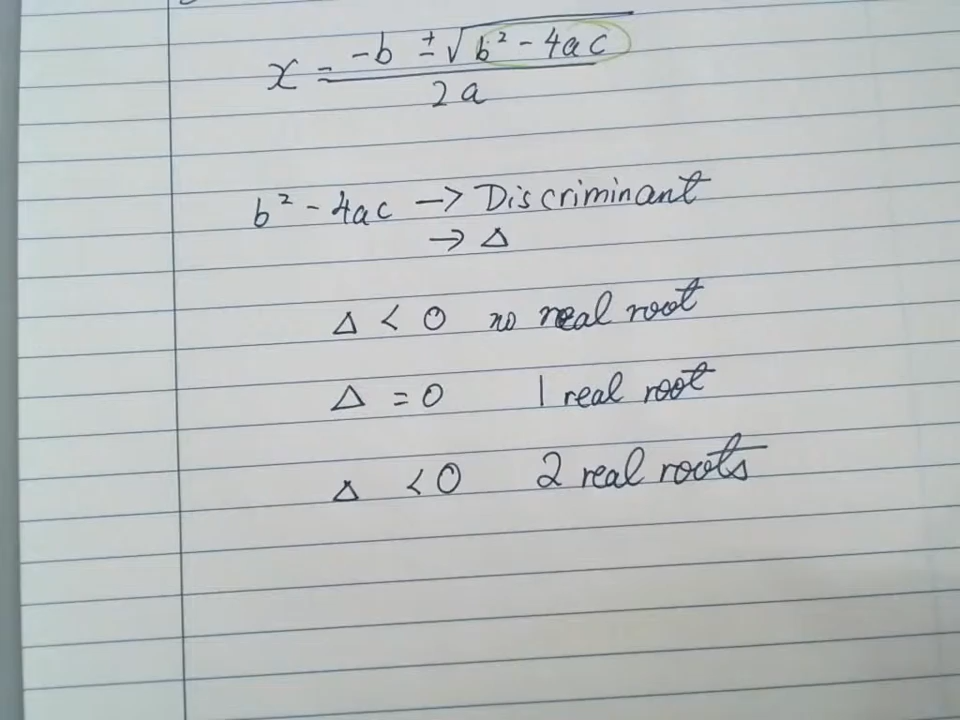 x = -b ± √b² - 4ac
2a
b² - 4ac → Discriminant
→ Δ
Δ < 0 no real root
Δ = 0 1 real root
Δ < 0 2 real roots